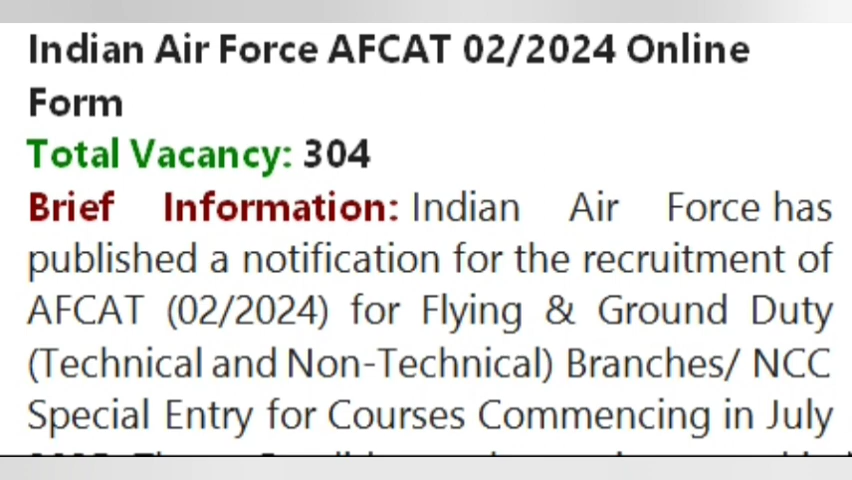 Indian Air Force AFCAT 02/2024 Online
Form
Total Vacancy: 304
Brief Information: Indian Air Force has
published a notification for the recruitment of
AFCAT (02/2024) for Flying & Ground Duty
(Technical and Non-Technical) Branches/ NCC
Special Entry for Courses Commencing in July